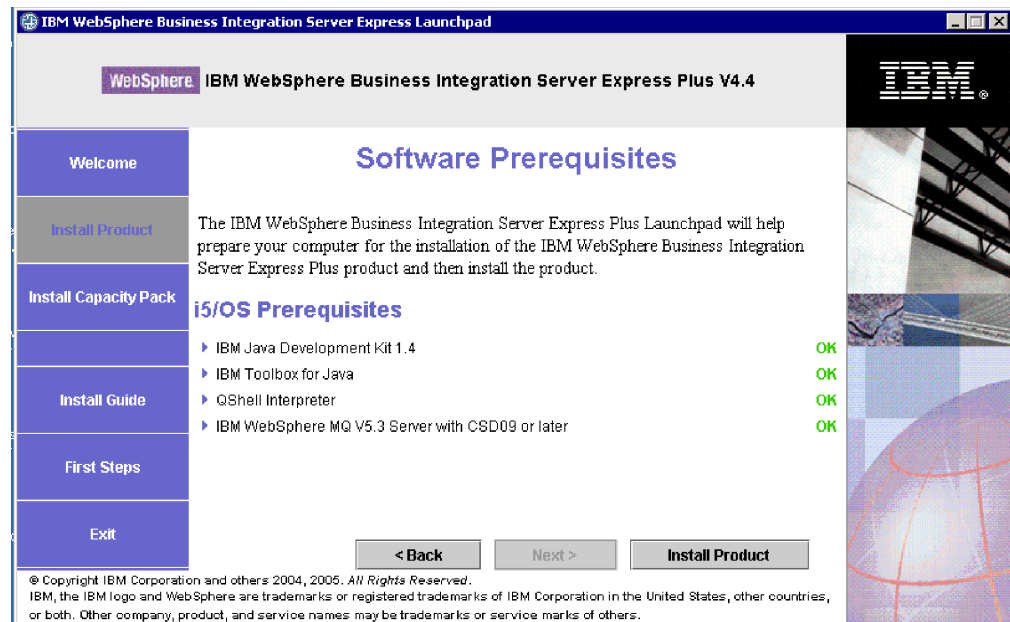 IBM WebSphere Business Integration Server Express Launchpad
WebSphere. IBM WebSphere Business Integration Server Express Plus V4.4
IBM®
Welcome
Install Product
Install Capacity Pack
Install Guide
First Steps
Exit
Software Prerequisites
The IBM WebSphere Business Integration Server Express Plus Launchpad will help
prepare your computer for the installation of the IBM WebSphere Business Integration
Server Express Plus product and then install the product.
i5/OS Prerequisites
IBM Java Development Kit 1.4 OK
IBM Toolbox for Java OK
QShell Interpreter OK
IBM WebSphere MQ V5.3 Server with CSD09 or later OK
< Back Next > Install Product
© Copyright IBM Corporation and others 2004, 2005. All Rights Reserved.
IBM, the IBM logo and WebSphere are trademarks or registered trademarks of IBM Corporation in the United States, other countries,
or both. Other company, product, and service names may be trademarks or service marks of others.